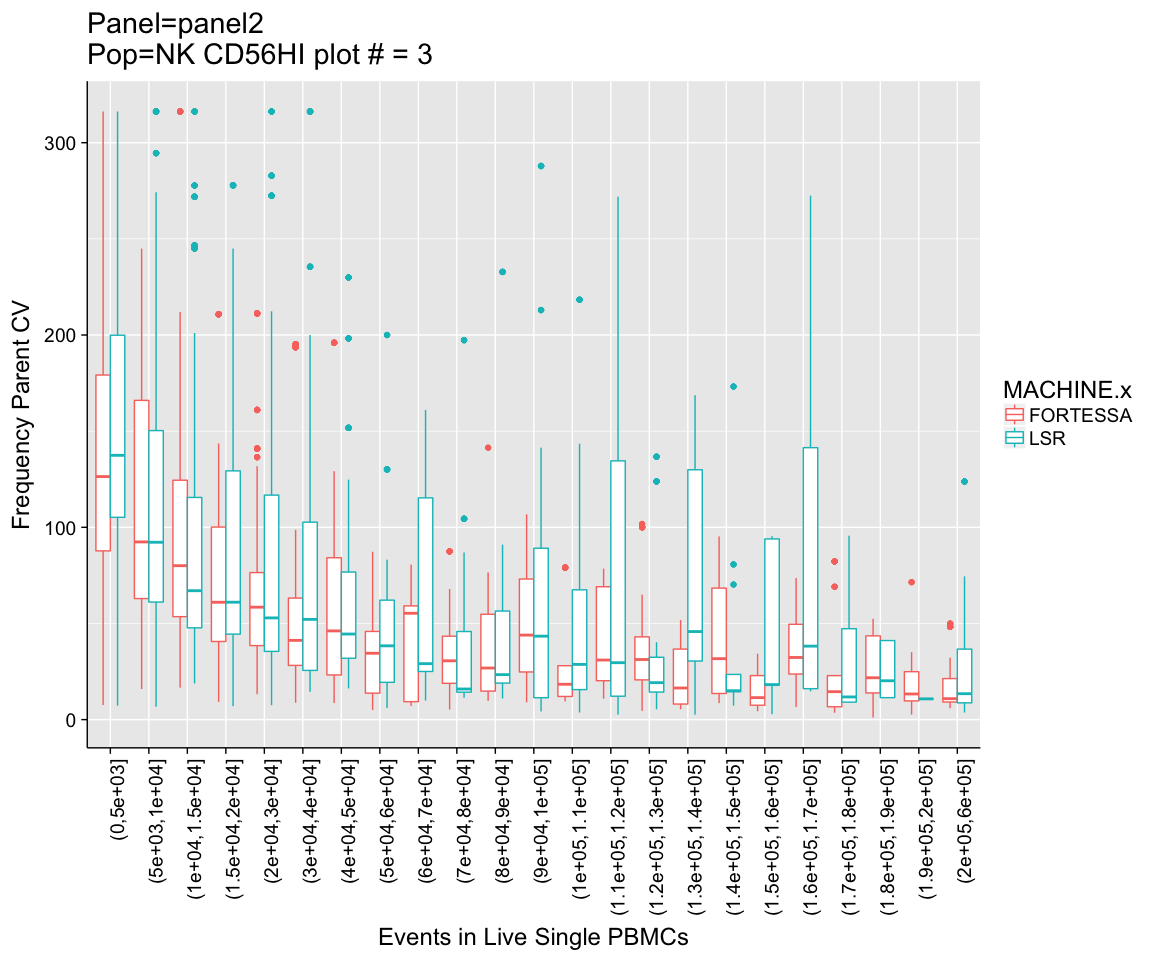 Panel=panel2
Pop=NK CD56HI plot # = 3
Frequency Parent CV
300
200
100
0
(0,5e+03]
(5e+03,1e+04]
(1e+04,1.5e+04]
(1.5e+04,2e+04]
(2e+04,3e+04]
(3e+04,4e+04]
(4e+04,5e+04]
(5e+04,6e+04]
(6e+04,7e+04]
(7e+04,8e+04]
(8e+04,9e+04]
(9e+04,1e+05]
(1e+05,1.1e+05]
(1.1e+05,1.2e+05]
(1.2e+05,1.3e+05]
(1.3e+05,1.4e+05]
(1.4e+05,1.5e+05]
(1.5e+05,1.6e+05]
(1.6e+05,1.7e+05]
(1.7e+05,1.8e+05]
(1.8e+05,1.9e+05]
(1.9e+05,2e+05]
(2e+05,6e+05]
Events in Live Single PBMCs
MACHINE.x
FORTESSA
LSR